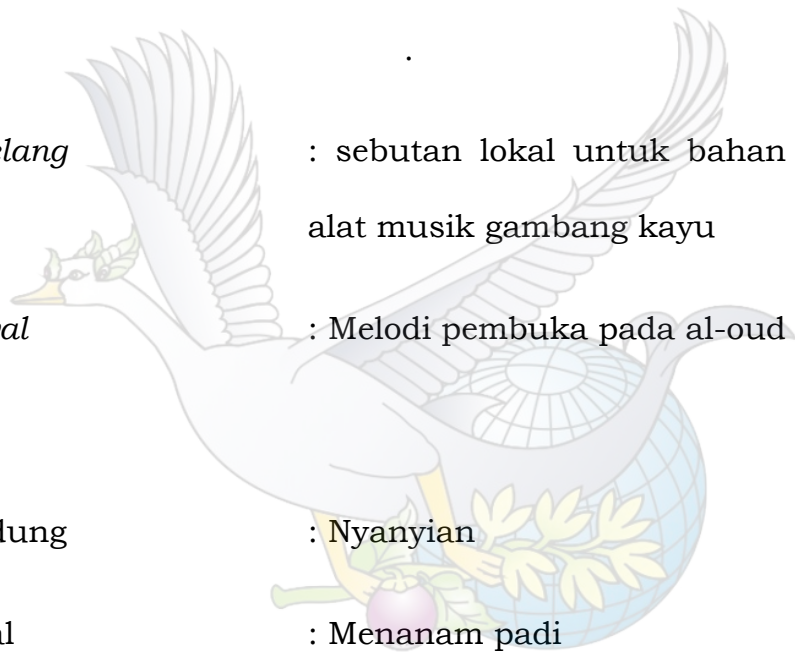 .
elang : sebutan lokal untuk bahan
alat musik gambang kayu
al : Melodi pembuka pada al-oud
dung : Nyanyian
al : Menanam padi